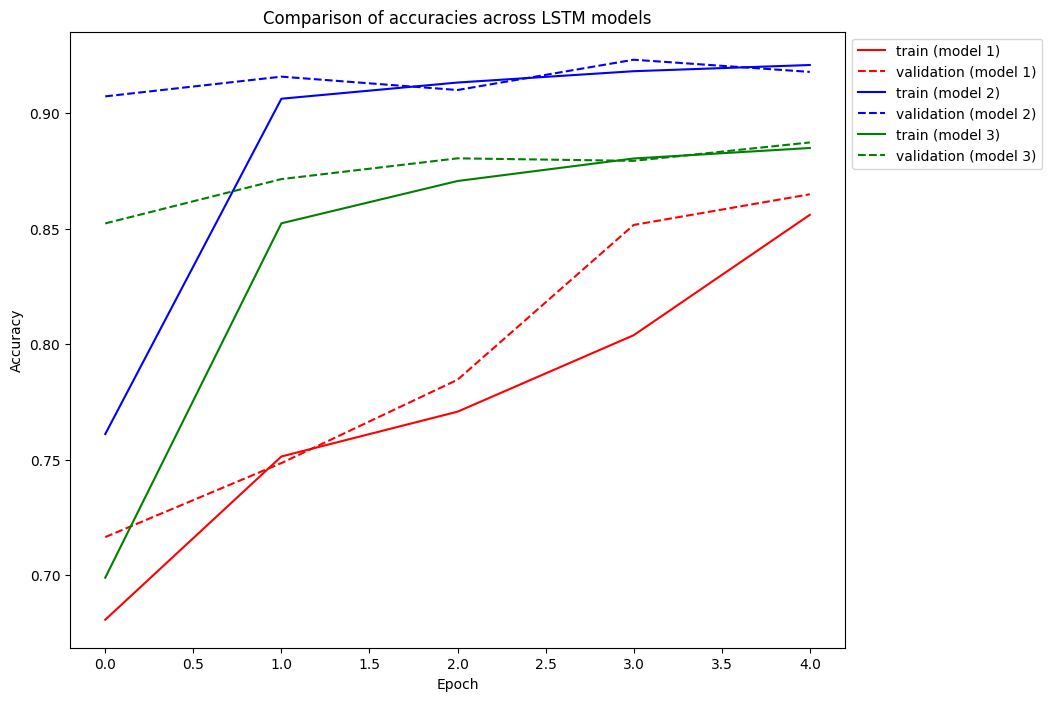 Comparison of accuracies across LSTM models
train (model 1)
validation (model 1)
train (model 2)
validation (model 2)
train (model 3)
validation (model 3)
0.90
0.85
0.80
0.75
0.70
Accuracy
0.0 0.5 1.0 1.5 2.0 2.5 3.0 3.5 4.0
Epoch